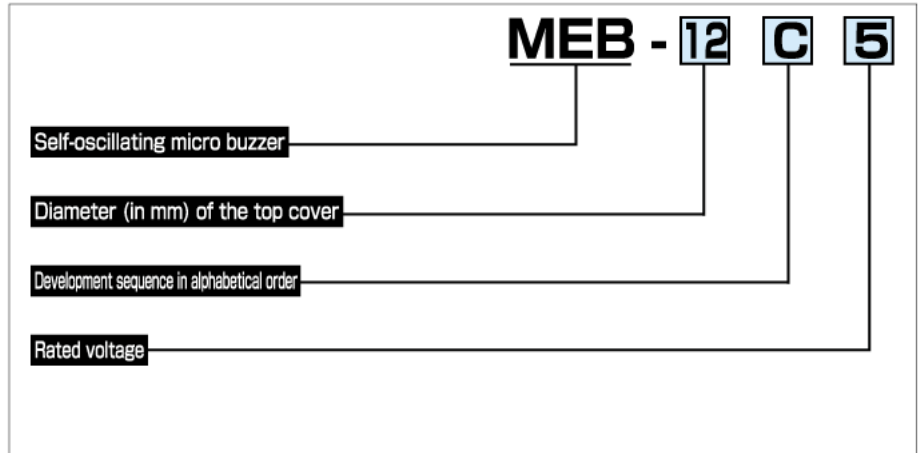 MEB - 12 C 5
Self-oscillating micro buzzer
Diameter (in mm) of the top cover
Development sequence in alphabetical order
Rated voltage